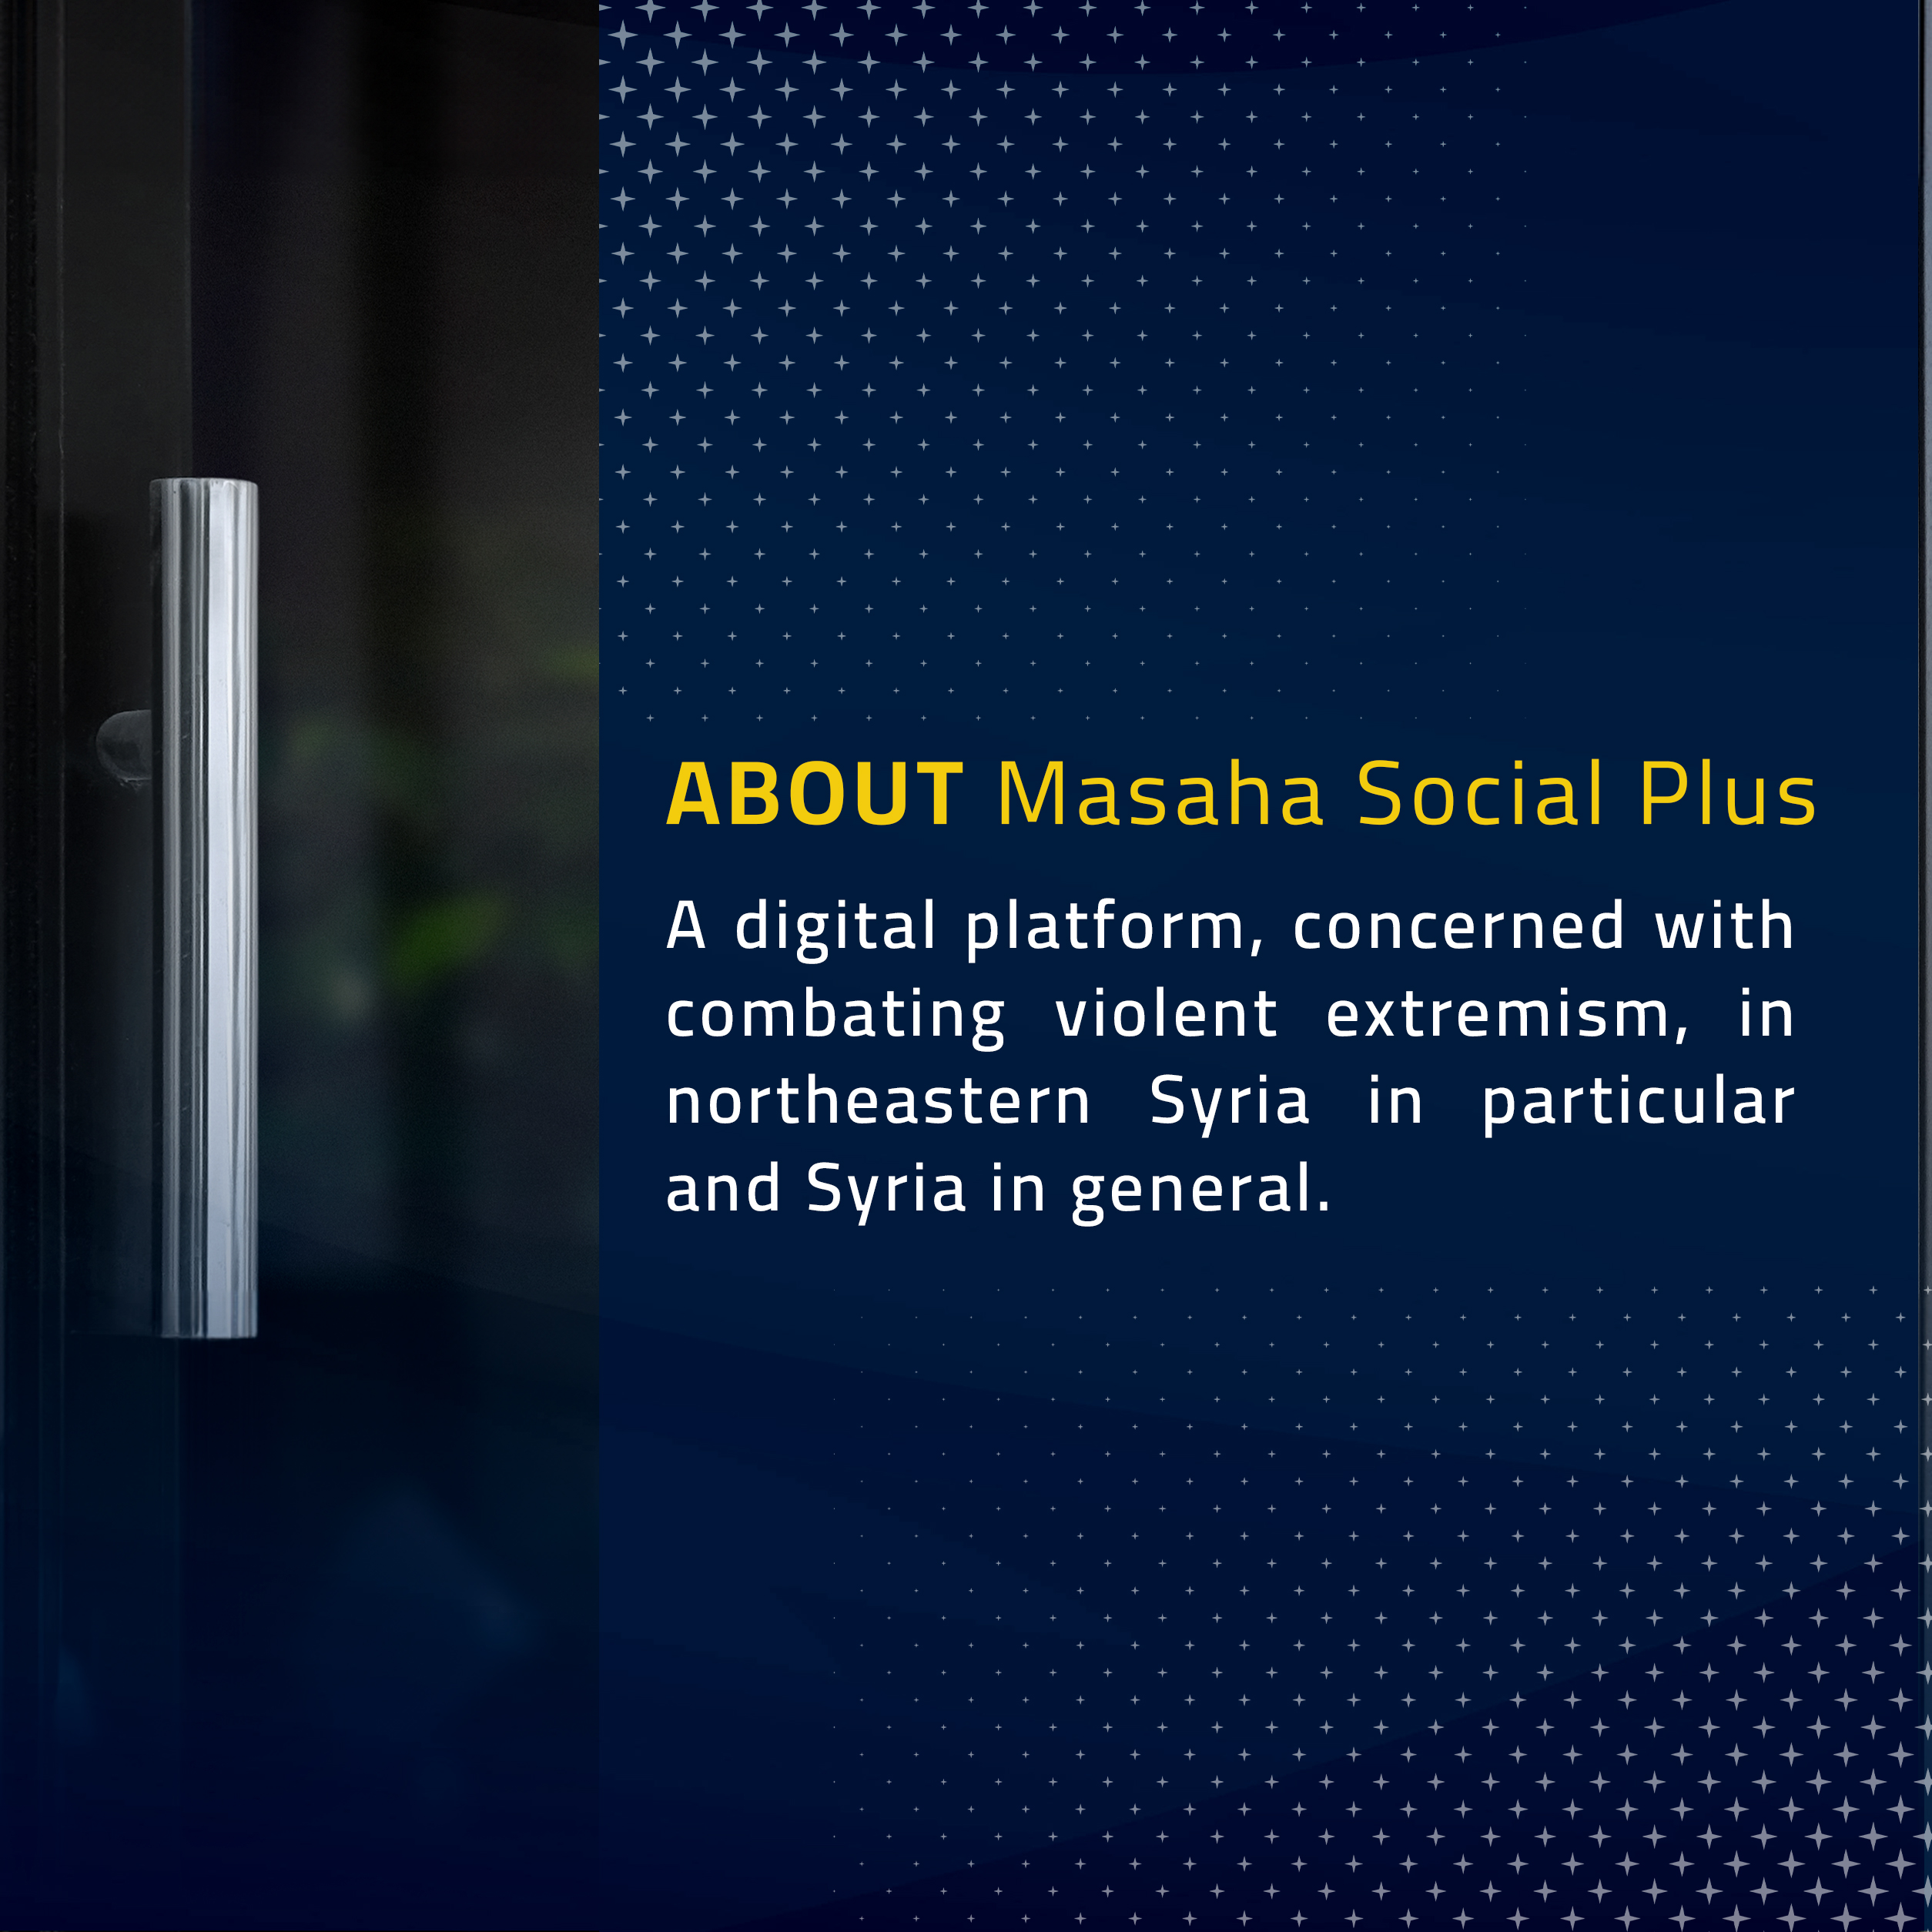 ABOUT Masaha Social Plus
A digital platform, concerned with
combating violent extremism, in
northeastern Syria in particular
and Syria in general.